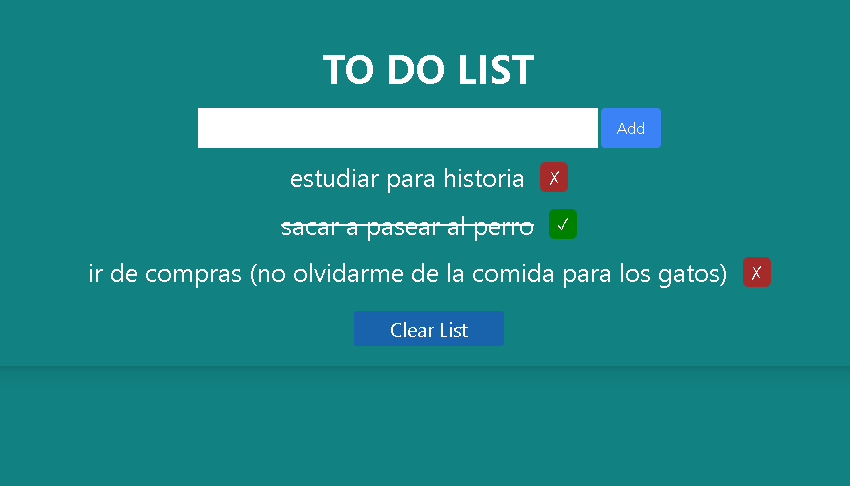 TO DO LIST
Add
estudiar para historia ✗
sacar a pasear al perro ✓
ir de compras (no olvidarme de la comida para los gatos) ✗
Clear List